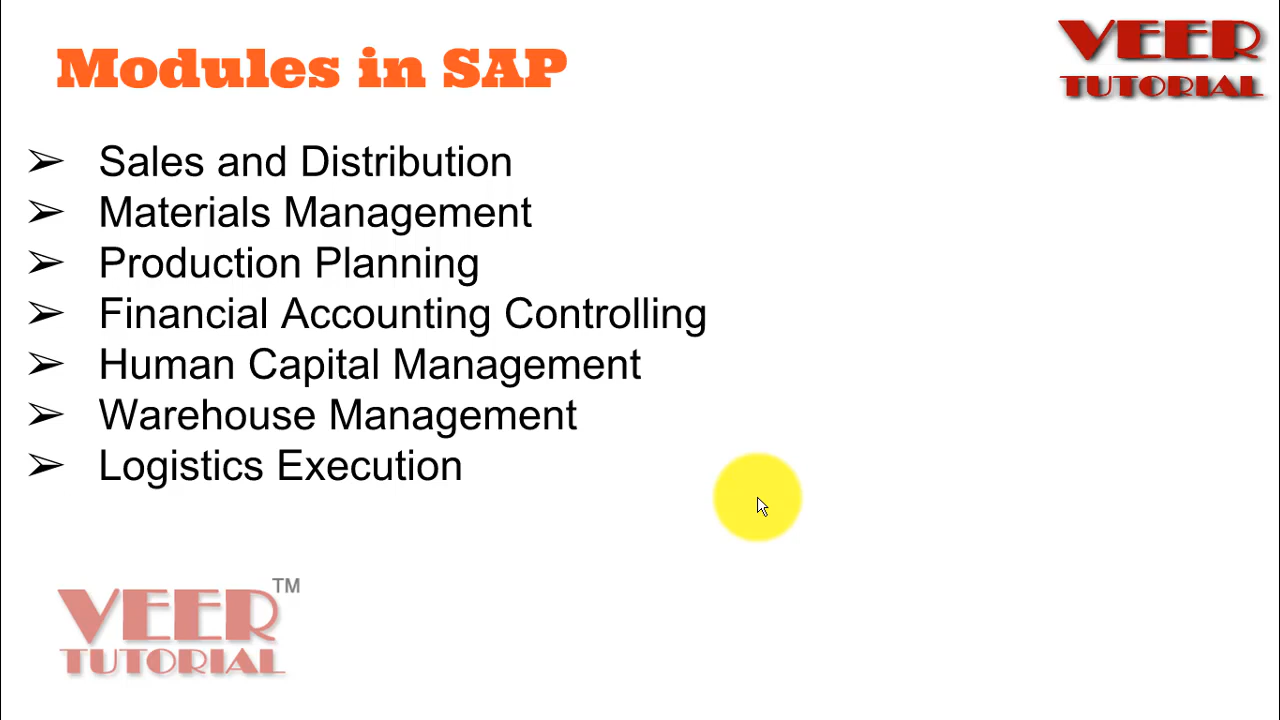 Modules in SAP
VEER
TUTORIAL
➢ Sales and Distribution
➢ Materials Management
➢ Production Planning
➢ Financial Accounting Controlling
➢ Human Capital Management
➢ Warehouse Management
➢ Logistics Execution
VEER™
TUTORIAL